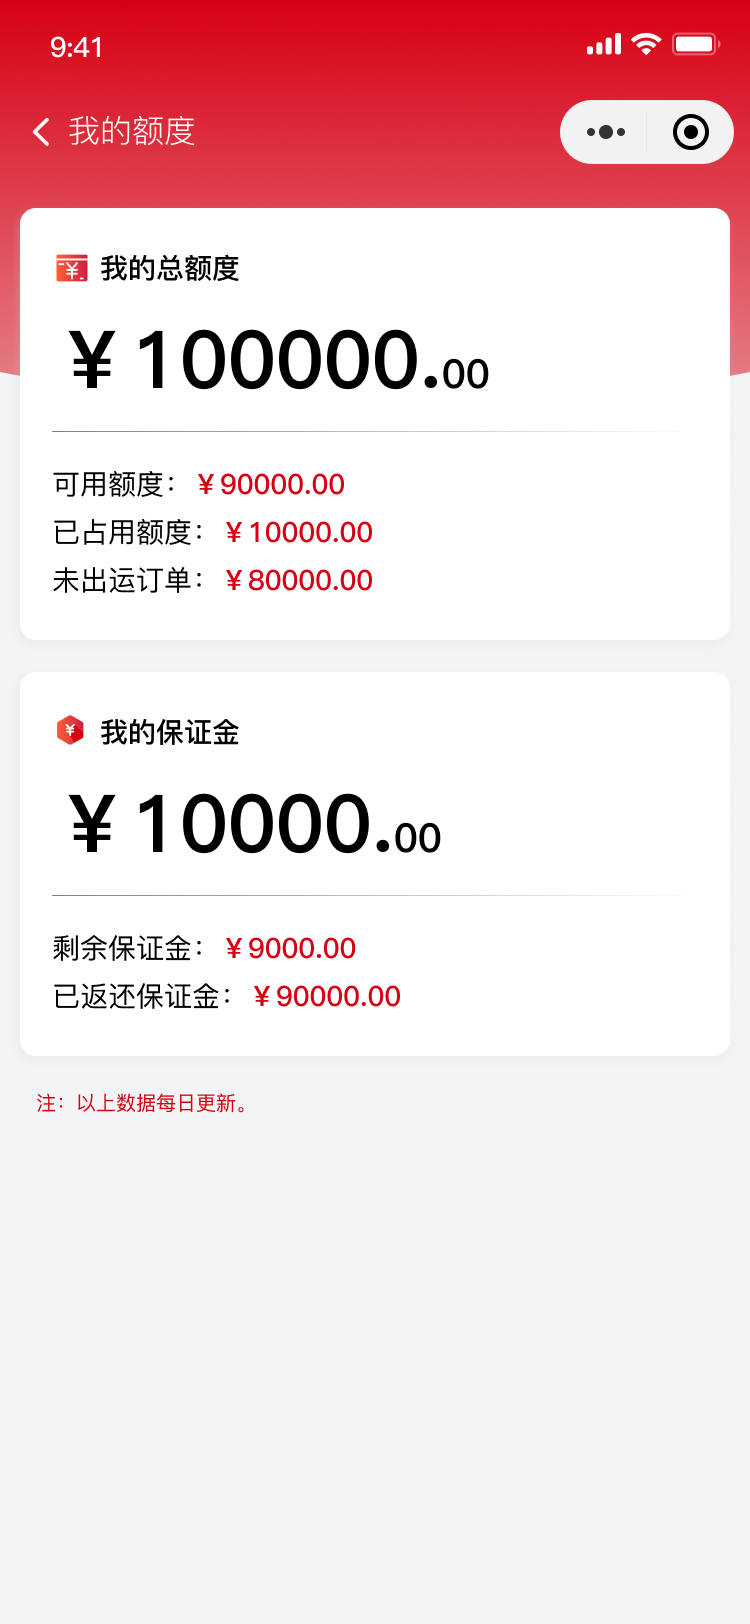 9:41
我的额度
我的总额度
¥ 100000.00
可用额度： ¥ 90000.00
已占用额度： ¥ 10000.00
未出运订单： ¥ 80000.00
我的保证金
¥ 10000.00
剩余保证金： ¥ 9000.00
已返还保证金： ¥ 90000.00
注：以上数据每日更新。